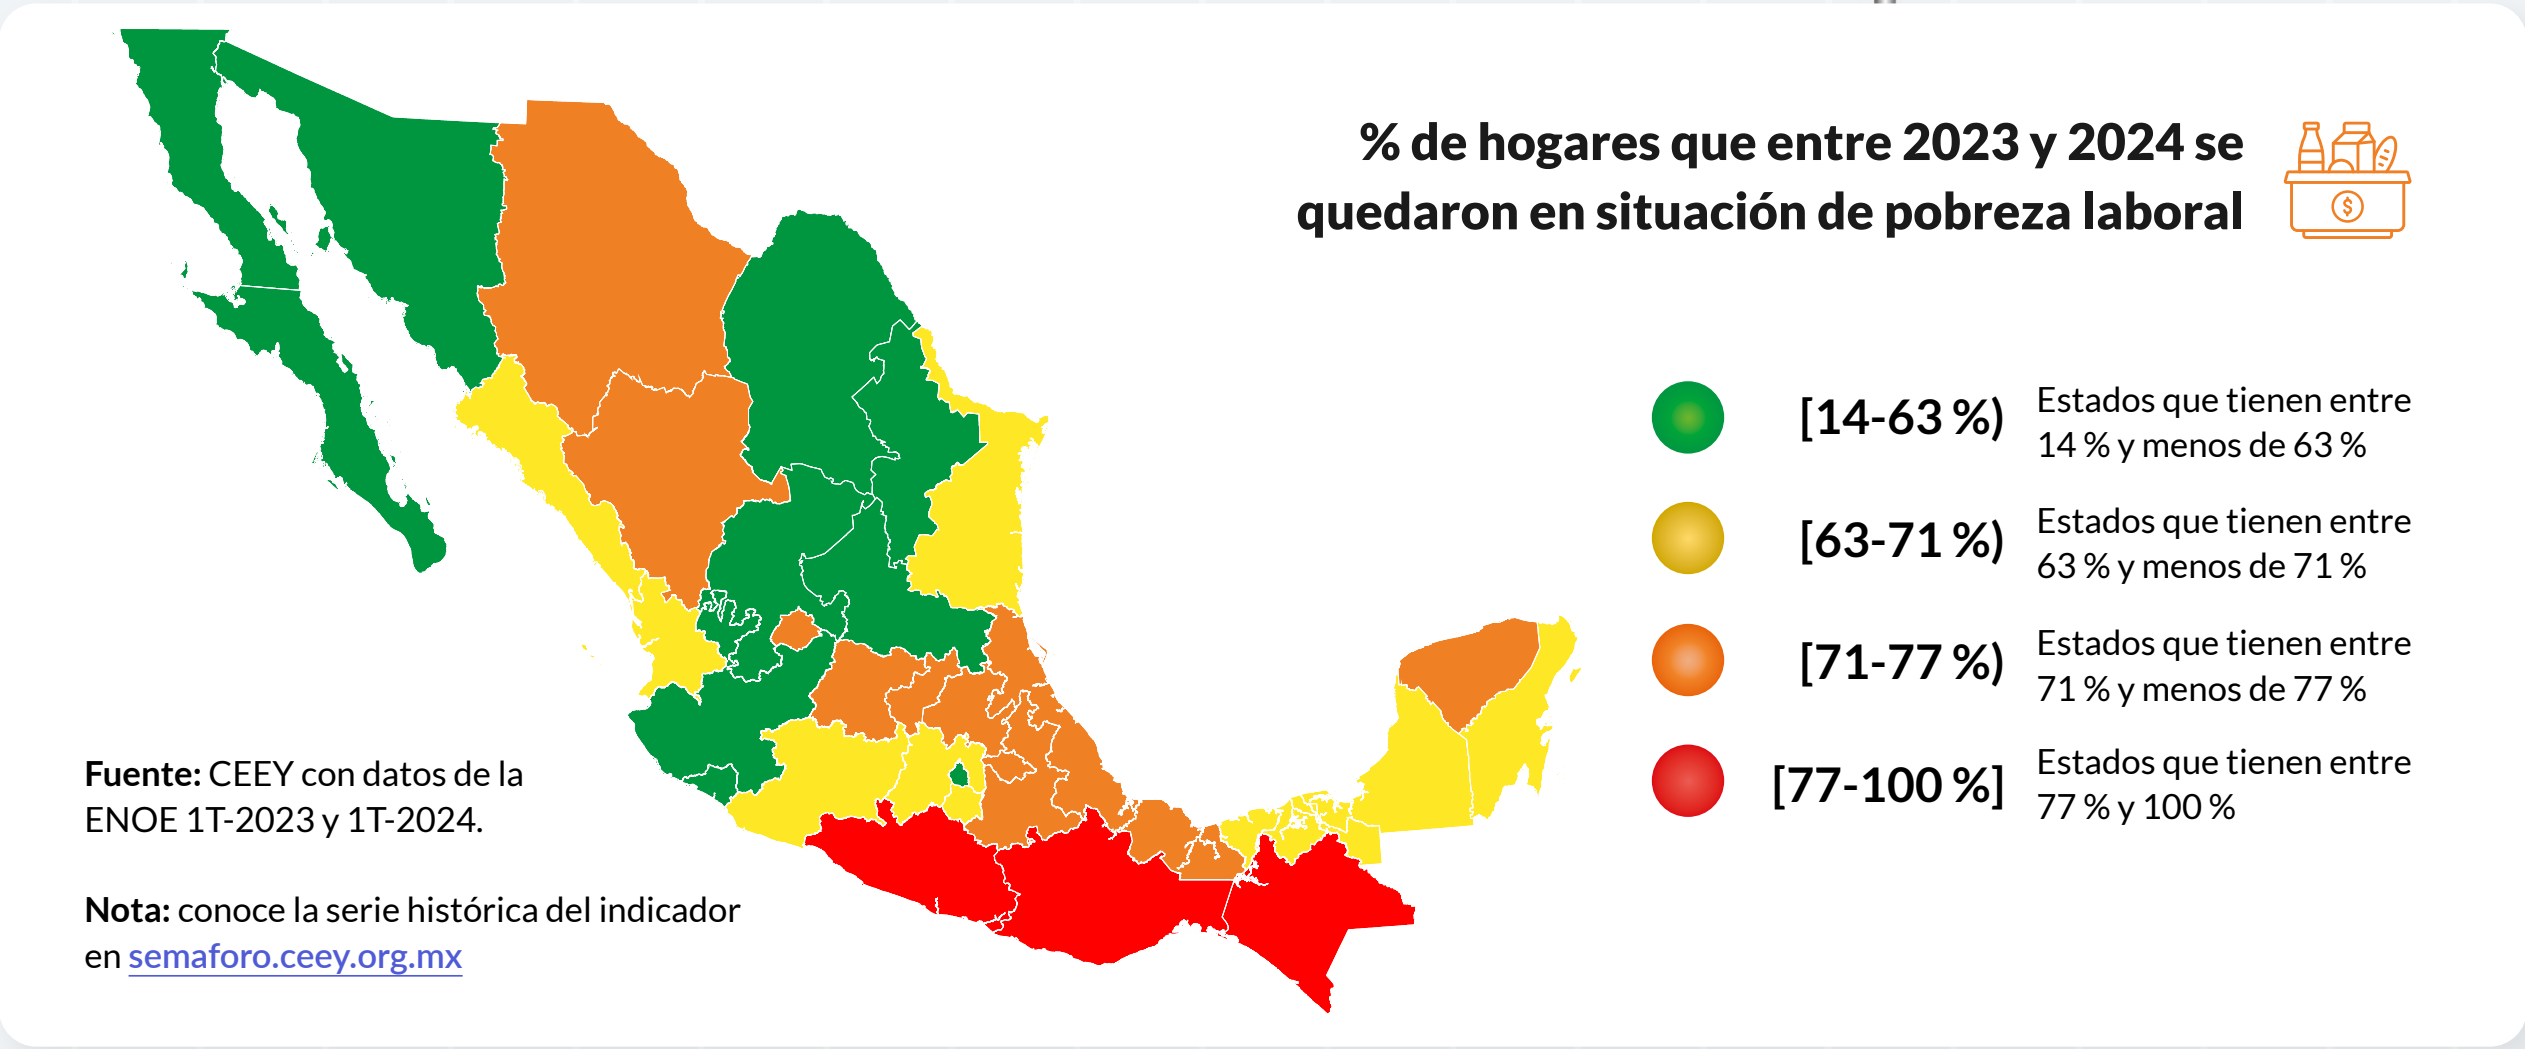 % de hogares que entre 2023 y 2024 se
quedaron en situación de pobreza laboral
$
[14-63 %)
Estados que tienen entre
14 % y menos de 63 %
[63-71 %)
Estados que tienen entre
63 % y menos de 71 %
[71-77 %)
Estados que tienen entre
71 % y menos de 77 %
[77-100 %]
Estados que tienen entre
77 % y 100 %
Fuente: CEEY con datos de la
ENOE 1T-2023 y 1T-2024.
Nota: conoce la serie histórica del indicador
en semaforo.ceey.org.mx